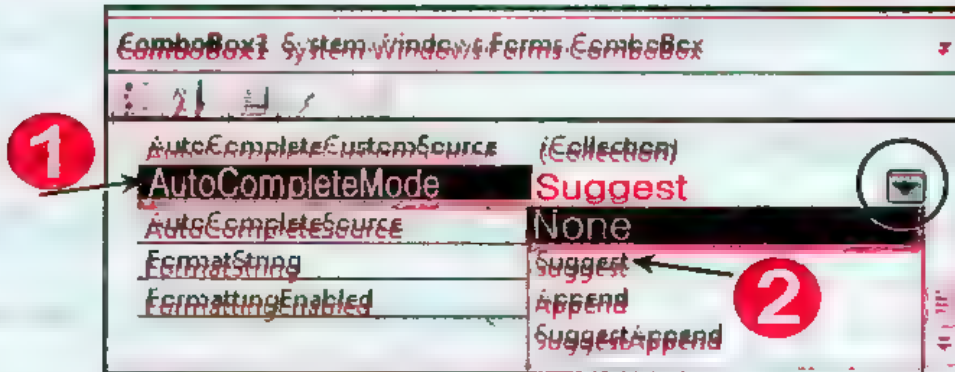 ComboBox1 System.Windows.Forms.ComboBox
AutoCompleteCustomSource (Collection)
1 AutoCompleteMode Suggest
None
AutoCompleteSource
FormatString Suggest
2
FormattingEnabled Append
SuggestAppend